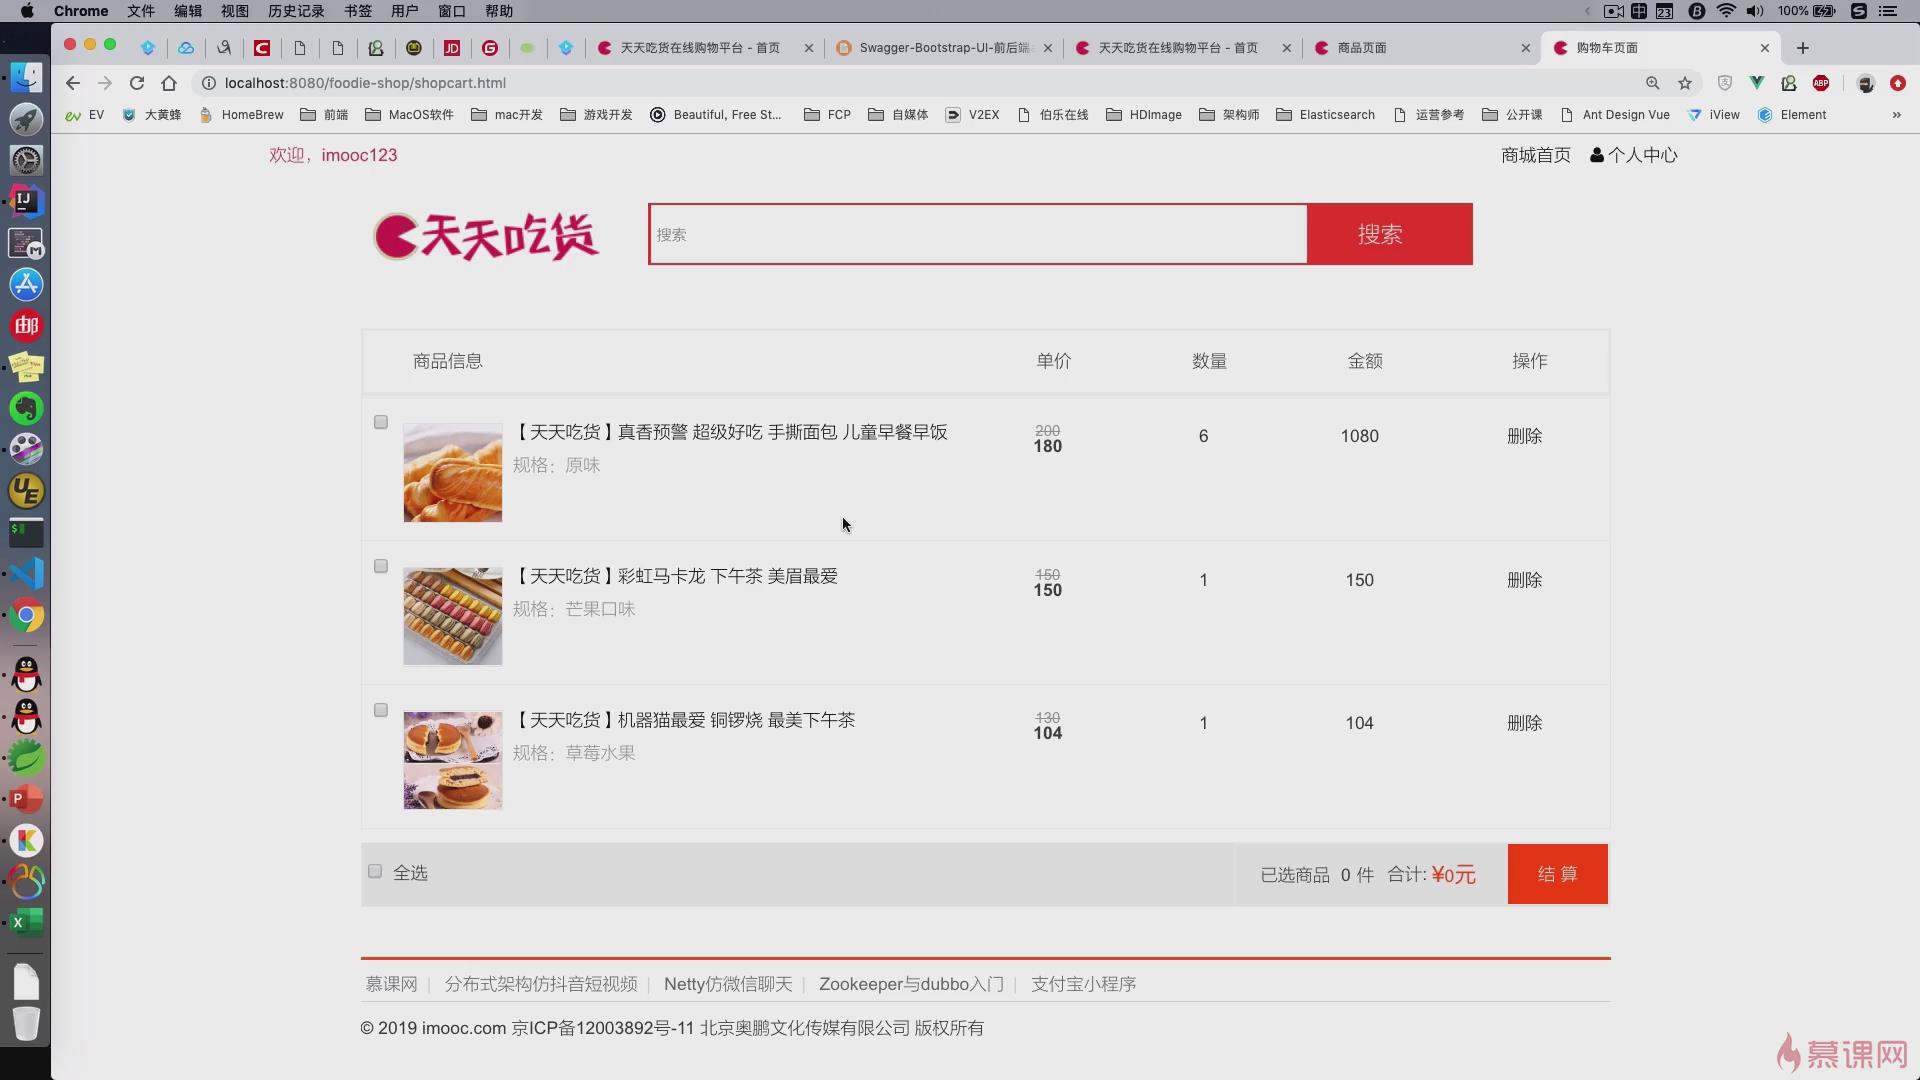 Chrome 文件 编辑 视图 历史记录 书签 用户 窗口 帮助 23 100%
天天吃货在线购物平台 - 首页 Swagger-Bootstrap-UI-前后端 天天吃货在线购物平台 - 首页 商品页面 购物车页面
localhost:8080/foodie-shop/shopcart.html
EV 大黄蜂 HomeBrew 前端 MacOS软件 mac开发 游戏开发 Beautiful, Free St... FCP 自媒体 V2EX 伯乐在线 HDImage 架构师 Elasticsearch 运营参考 公开课 Ant Design Vue iView Element »
欢迎，imooc123 商城首页 个人中心
天天吃货 搜索 搜索
商品信息 单价 数量 金额 操作
【天天吃货】真香预警 超级好吃 手撕面包 儿童早餐早饭 200 180 6 1080 删除
规格：原味
【天天吃货】彩虹马卡龙 下午茶 美眉最爱 150 150 1 150 删除
规格：芒果口味
【天天吃货】机器猫最爱 铜锣烧 最美下午茶 130 104 1 104 删除
规格：草莓水果
全选 已选商品 0 件 合计: ¥0元 结 算
慕课网 | 分布式架构仿抖音短视频 | Netty仿微信聊天 | Zookeeper与dubbo入门 | 支付宝小程序
© 2019 imooc.com 京ICP备12003892号-11 北京奥鹏文化传媒有限公司 版权所有
慕课网